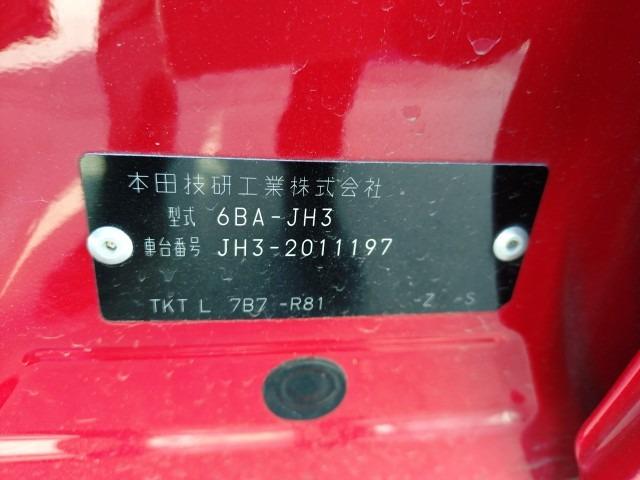 本田技研工業株式会社
型式 6BA-JH3
車台番号 JH3-2011197
TKT L 7B7 -R81 -Z -S